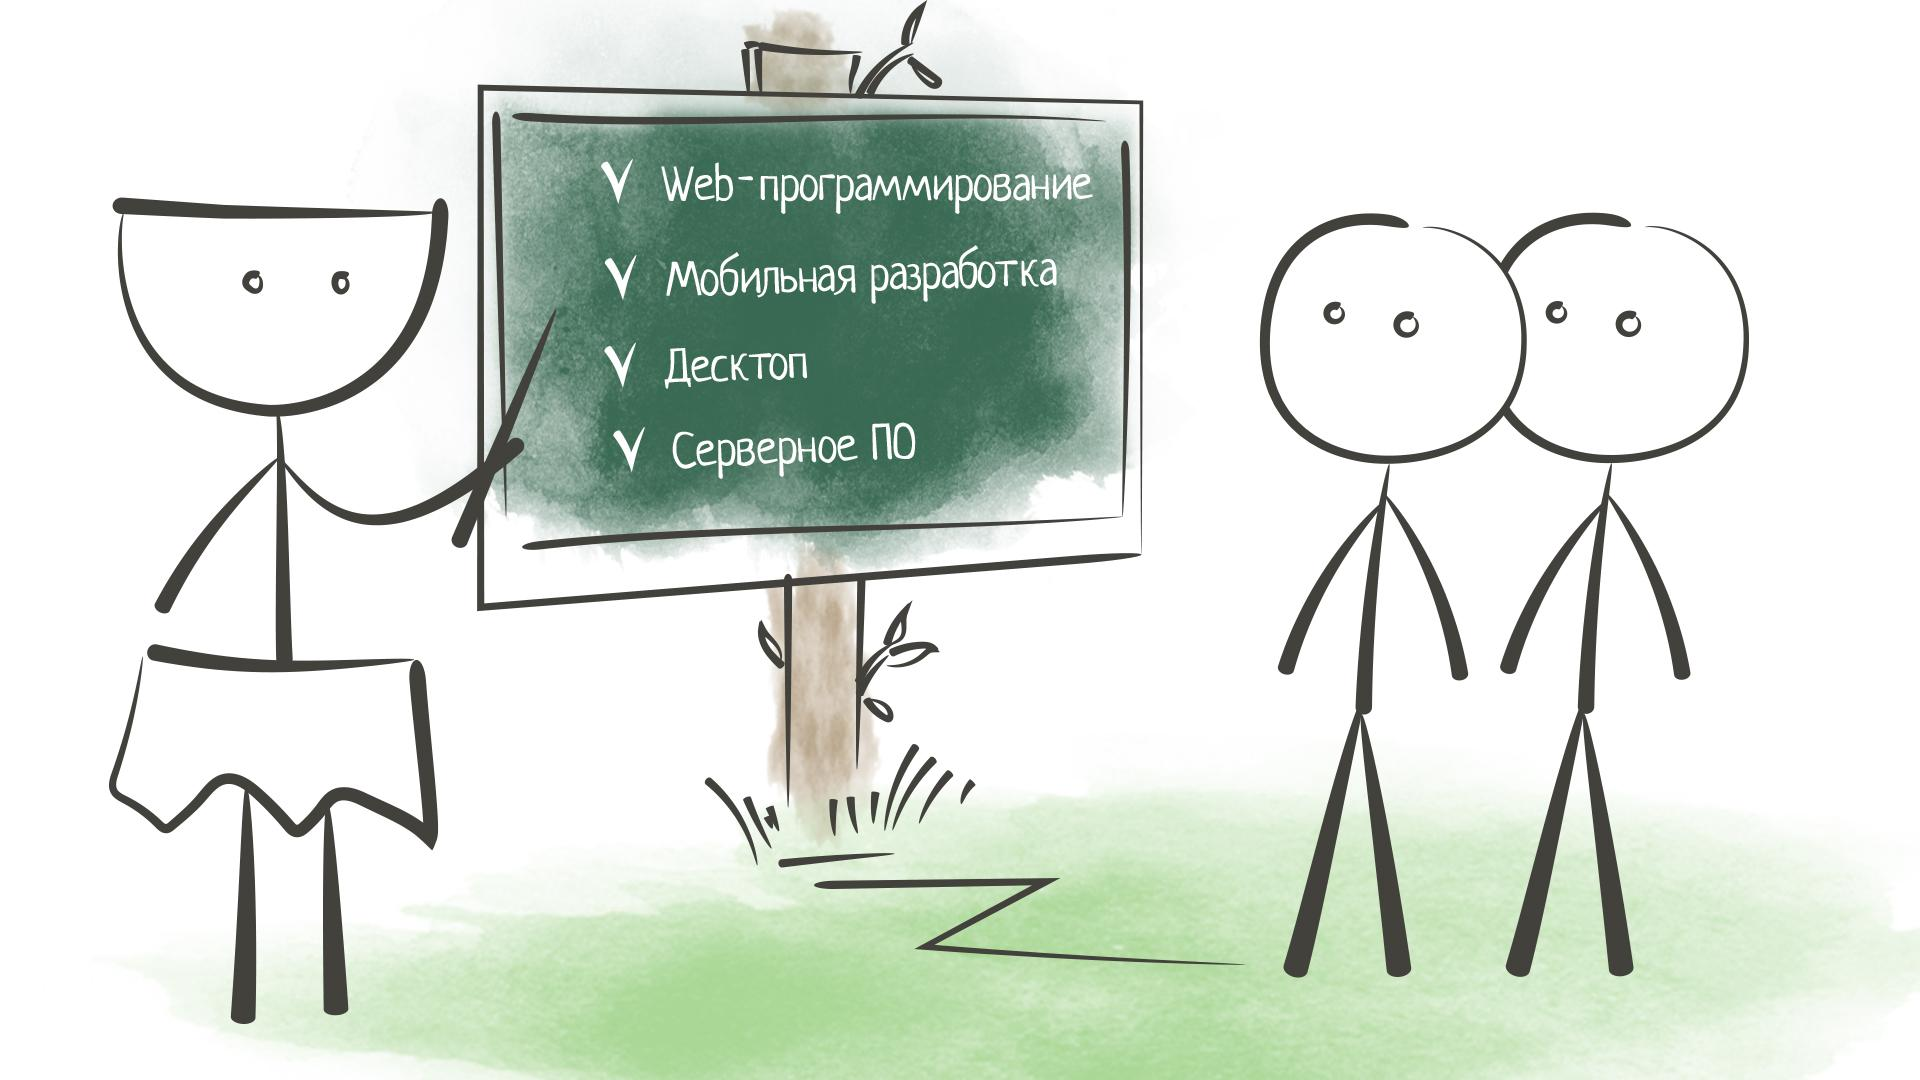 Web-программирование
Мобильная разработка
Десктоп
Серверное ПО